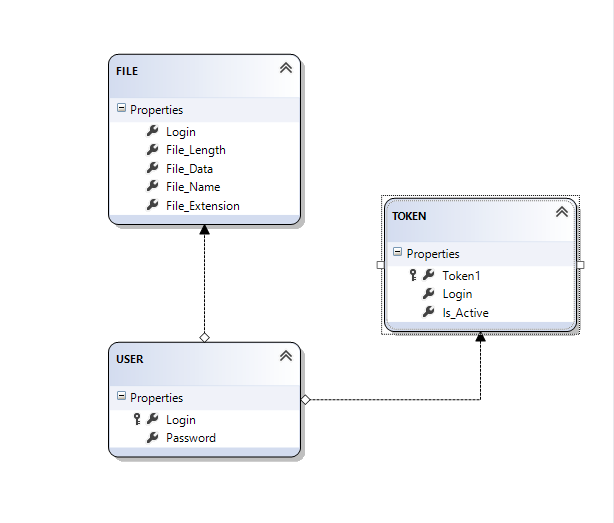 FILE
Properties
Login
File_Length
File_Data
File_Name
File_Extension
TOKEN
Properties
Token1
Login
Is_Active
USER
Properties
Login
Password